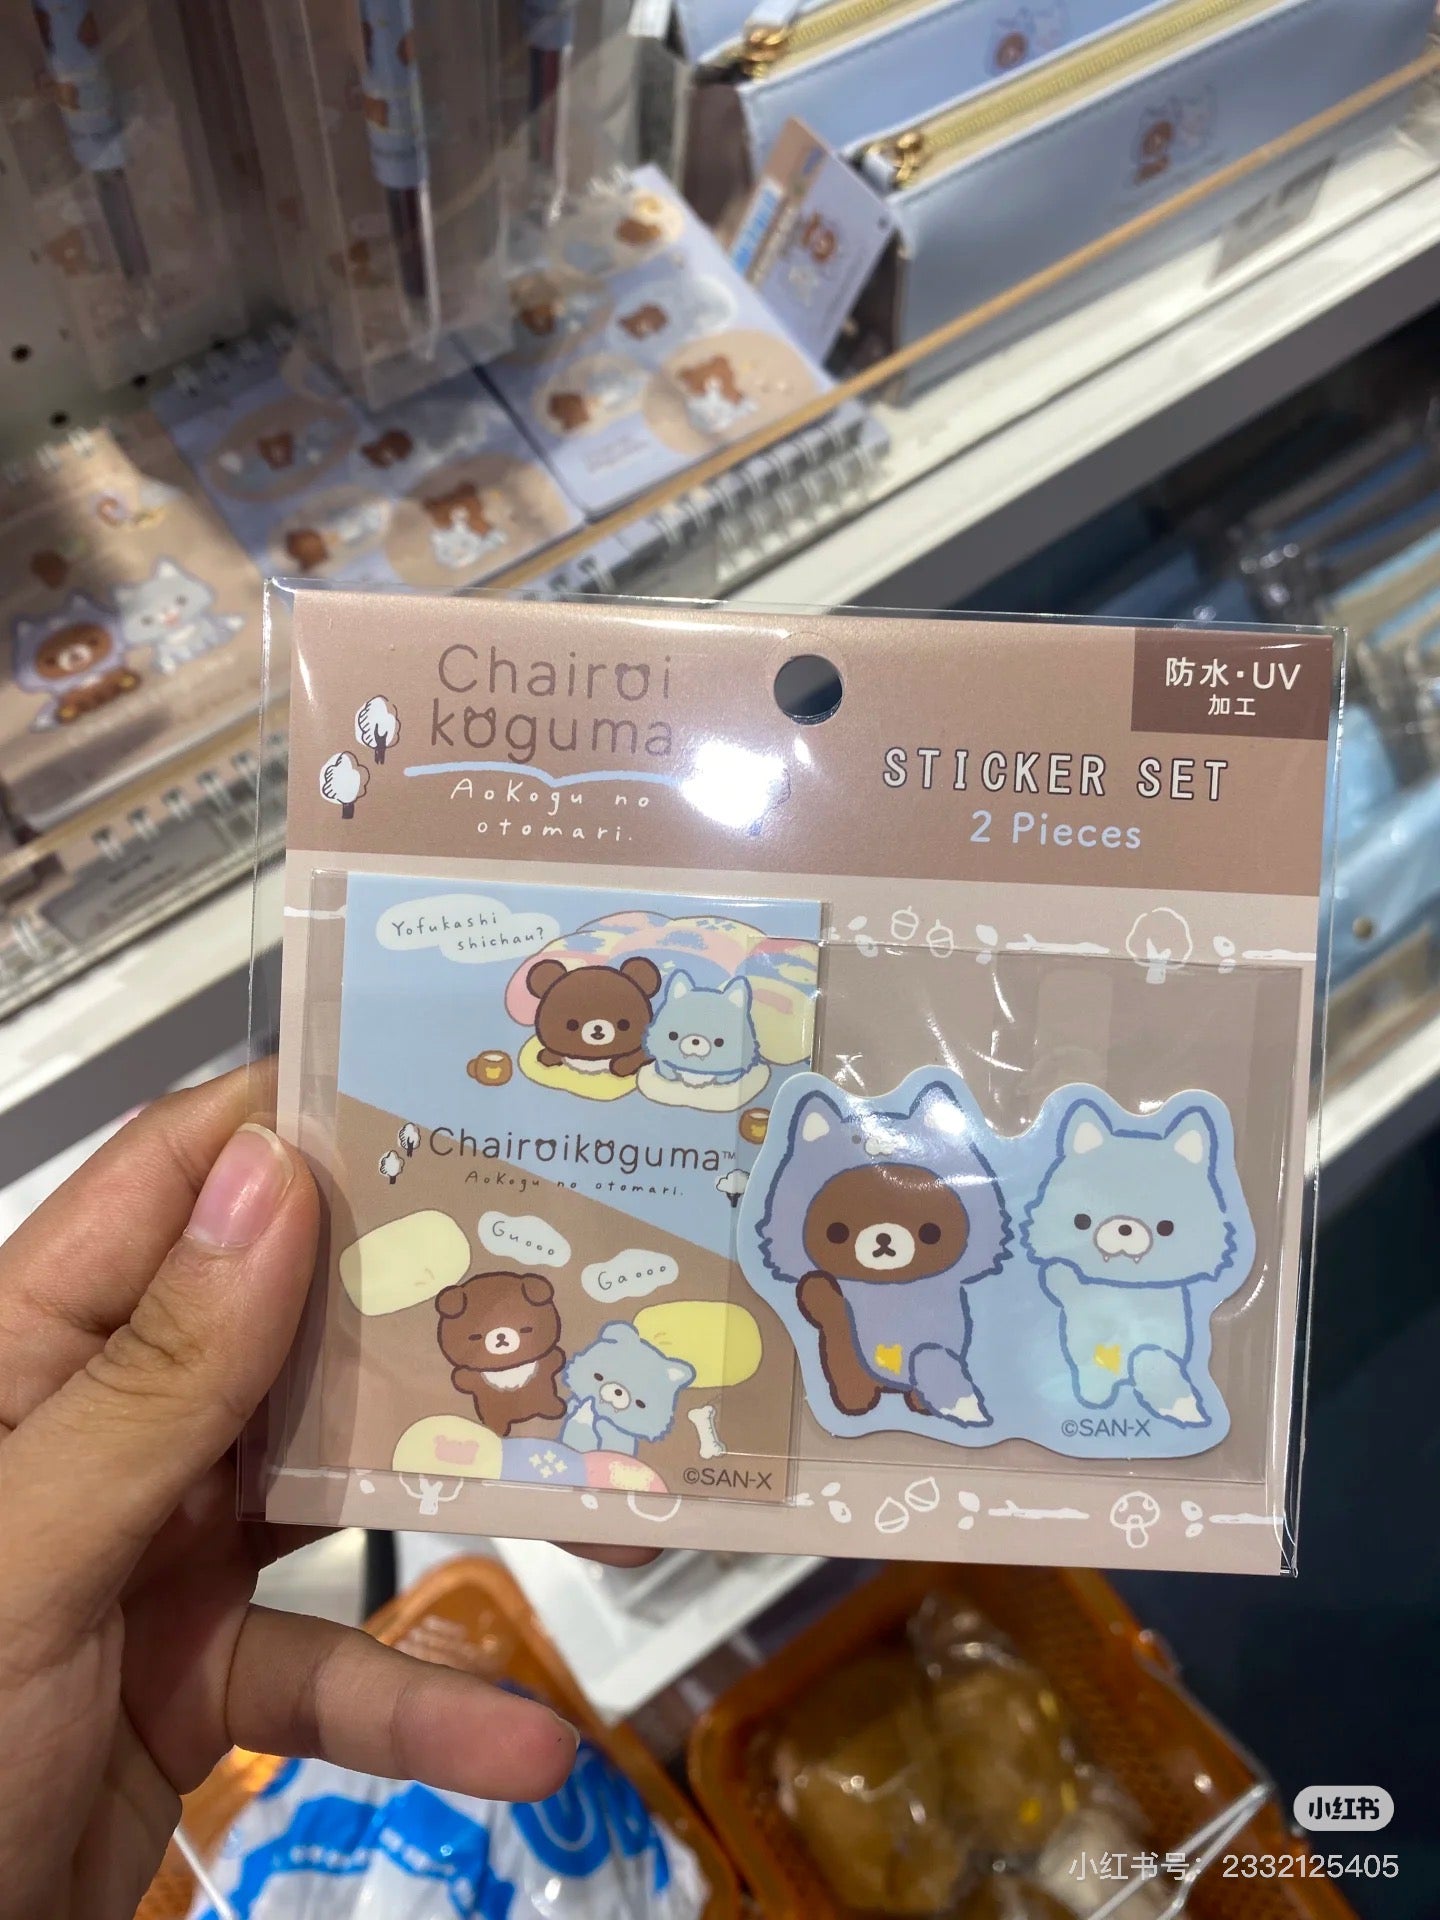 Chairoi
koguma
AoKogu no
otomari.
防水・UV
加工
STICKER SET
2 Pieces
Yofukashi
shichau?
Chairoikoguma™
AoKogu no otomari.
Guooo
Gaooo
©SAN-X
©SAN-X
小红书
小红书号：2332125405